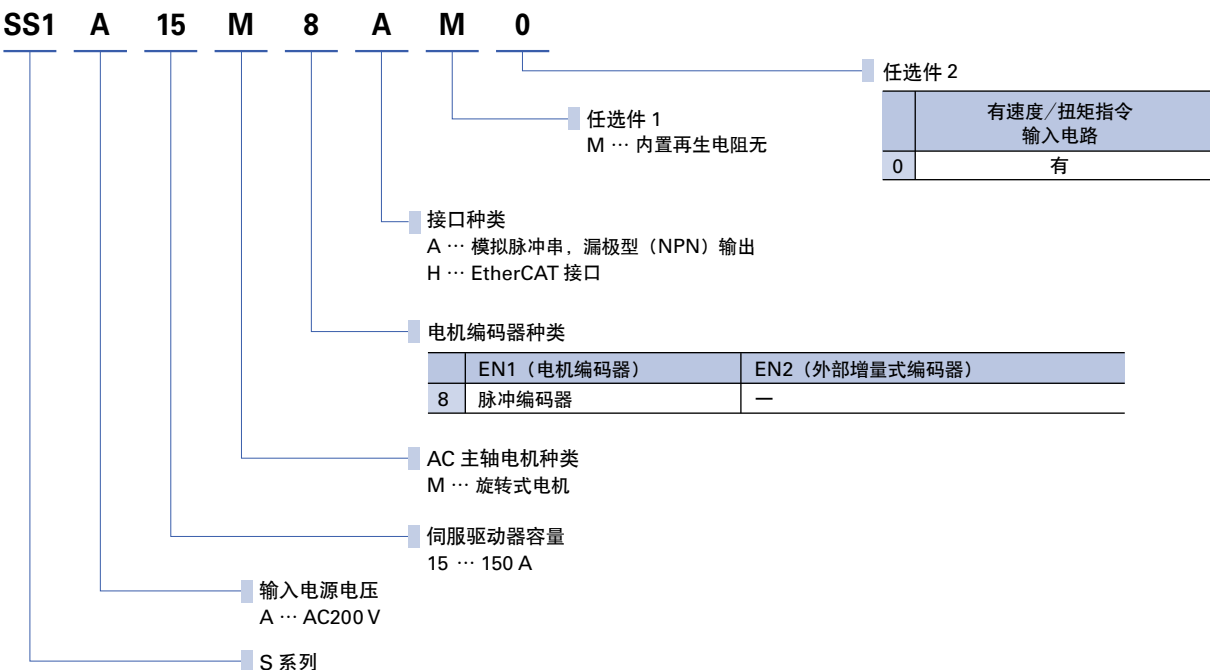 SS1 A 15 M 8 A M 0
任选件 2
有速度/扭矩指令
输入电路
0 有
任选件 1
M … 内置再生电阻无
接口种类
A … 模拟脉冲串，漏极型（NPN）输出
H … EtherCAT 接口
电机编码器种类
EN1（电机编码器） EN2（外部增量式编码器）
8 脉冲编码器 —
AC 主轴电机种类
M … 旋转式电机
伺服驱动器容量
15 … 150 A
输入电源电压
A … AC200 V
S 系列